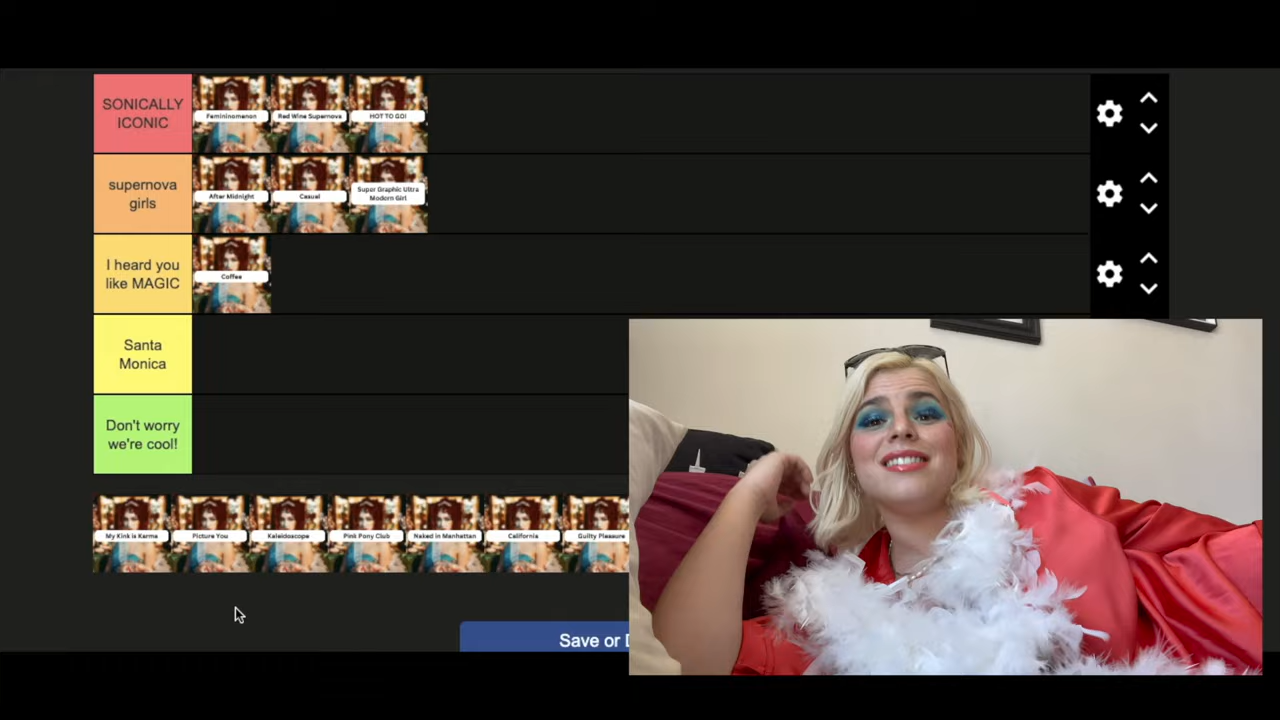 SONICALLY
ICONIC
Femininomenon
Red Wine Supernova
HOT TO GO!
supernova
girls
After Midnight
Casual
Super Graphic Ultra
Modern Girl
I heard you
like MAGIC
Coffee
Santa
Monica
Don't worry
we're cool!
My Kink is Karma
Picture You
Kaleidoscope
Pink Pony Club
Naked in Manhattan
California
Guilty Pleasure
Save or D